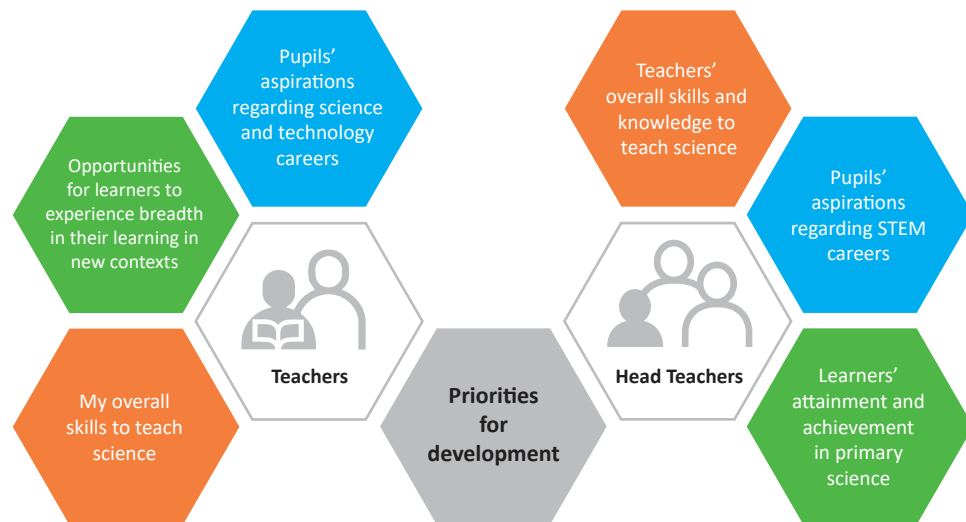 Pupils’
aspirations
regarding science
and technology
careers
Opportunities
for learners to
experience breadth
in their learning in
new contexts
My overall
skills to teach
science
Teachers
Priorities
for
development
Teachers’
overall skills and
knowledge to
teach science
Pupils’
aspirations
regarding STEM
careers
Head Teachers
Learners’
attainment and
achievement
in primary
science